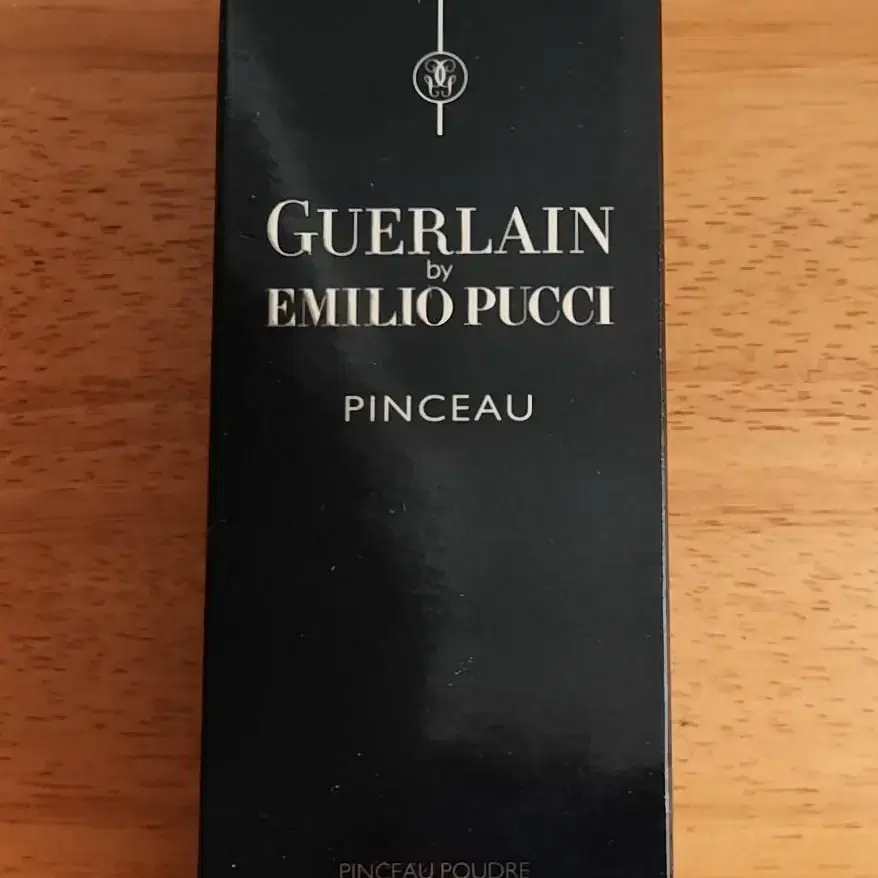 GUERLAIN
by
EMILIO PUCCI
PINCEAU
PINCEAU POUDRE